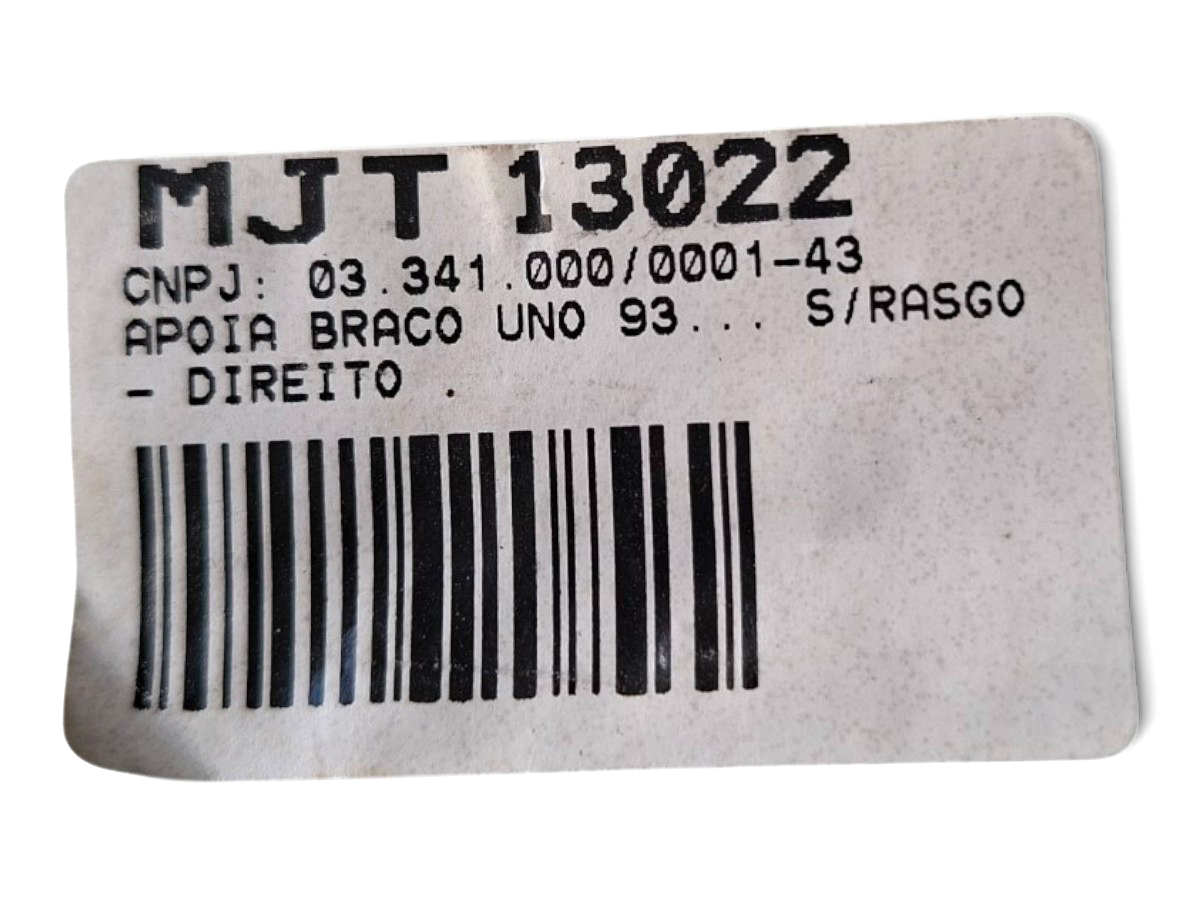 MJT 13022
CNPJ: 03.341.000/0001-43
APOIA BRACO UNO 93... S/RASGO
- DIREITO .